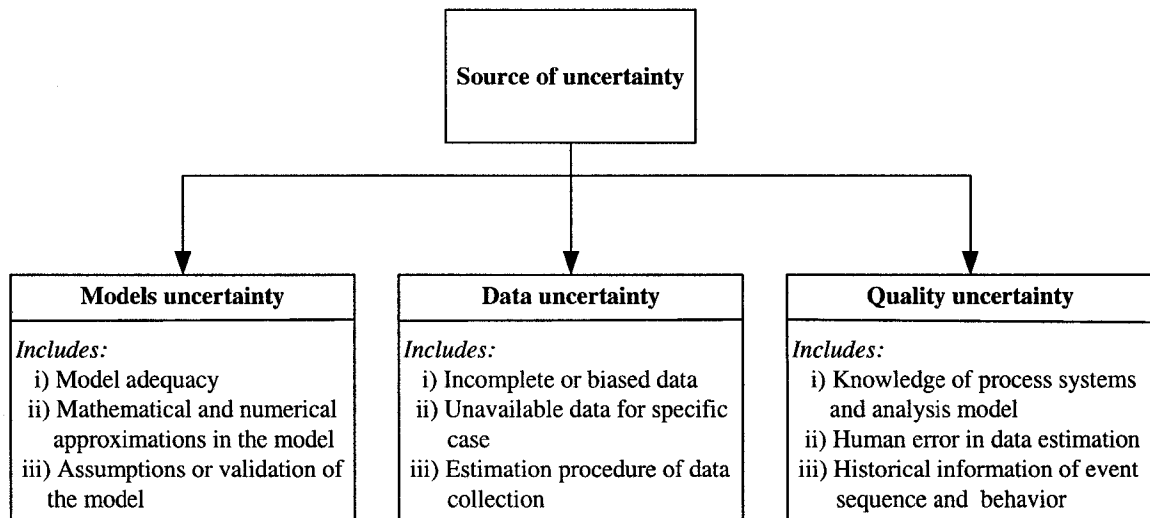 Source of uncertainty
Models uncertainty
Includes:
i) Model adequacy
ii) Mathematical and numerical
approximations in the model
iii) Assumptions or validation of
the model
Data uncertainty
Includes:
i) Incomplete or biased data
ii) Unavailable data for specific
case
iii) Estimation procedure of data
collection
Quality uncertainty
Includes:
i) Knowledge of process systems
and analysis model
ii) Human error in data estimation
iii) Historical information of event
sequence and behavior